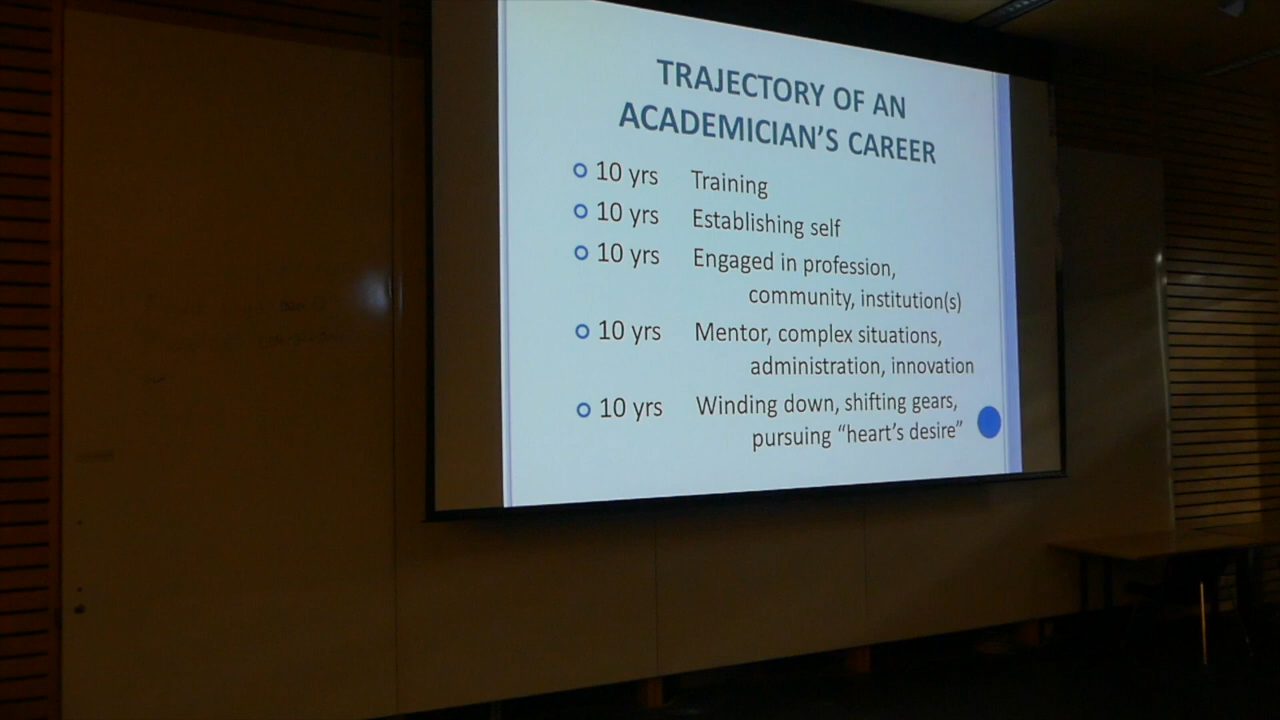 TRAJECTORY OF AN
ACADEMICIAN'S CAREER
10 yrs Training
10 yrs Establishing self
10 yrs Engaged in profession,
community, institution(s)
10 yrs Mentor, complex situations,
administration, innovation
10 yrs Winding down, shifting gears,
pursuing “heart's desire”